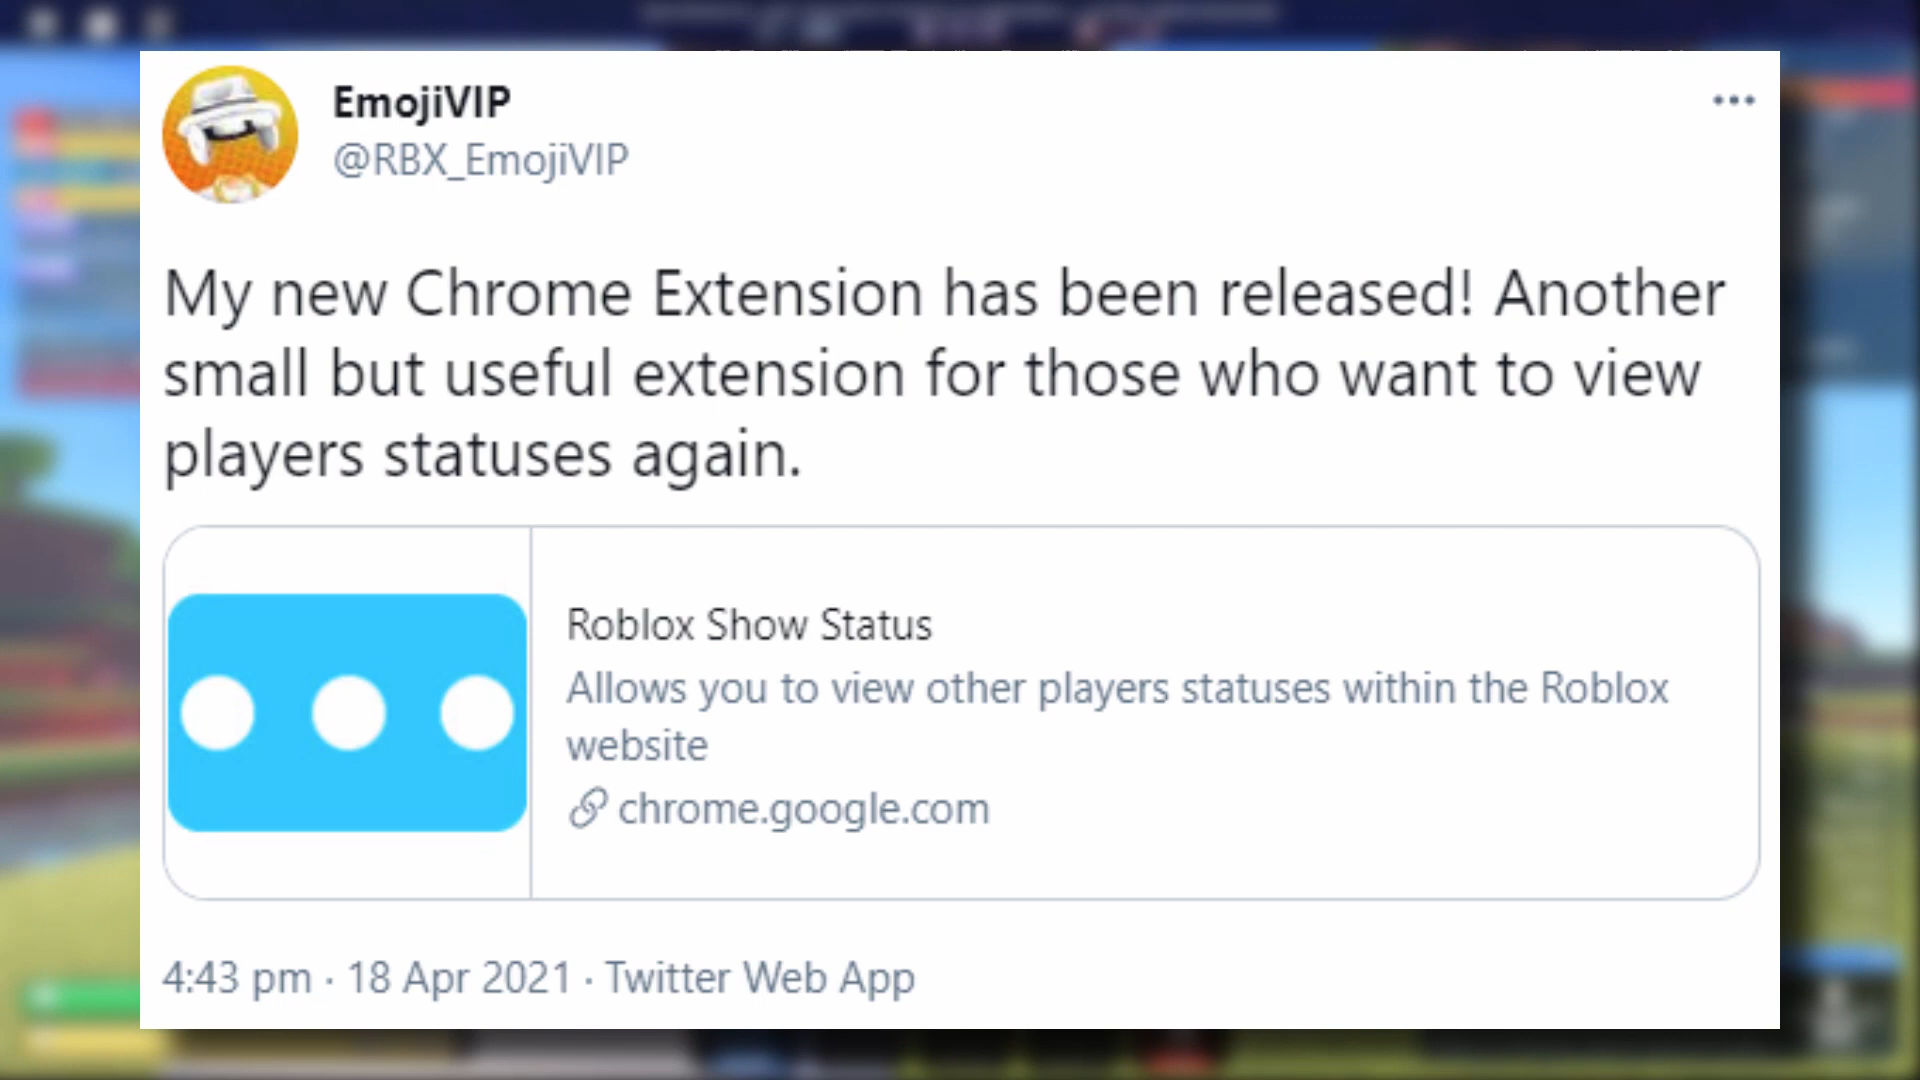 EmojiVIP
@RBX_EmojiVIP
My new Chrome Extension has been released! Another
small but useful extension for those who want to view
players statuses again.
Roblox Show Status
Allows you to view other players statuses within the Roblox
website
chrome.google.com
4:43 pm · 18 Apr 2021 · Twitter Web App